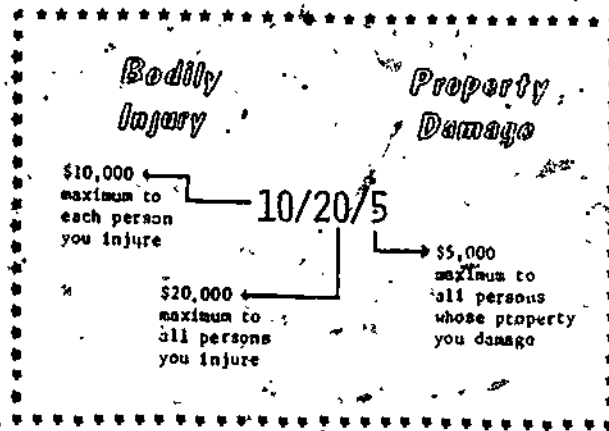 Bodily
Injury
Property
Damage
$10,000
maximum to
each person
you injure
10/20/5
$20,000
maximum to
all persons
you injure
$5,000
maximum to
all persons
whose property
you damage